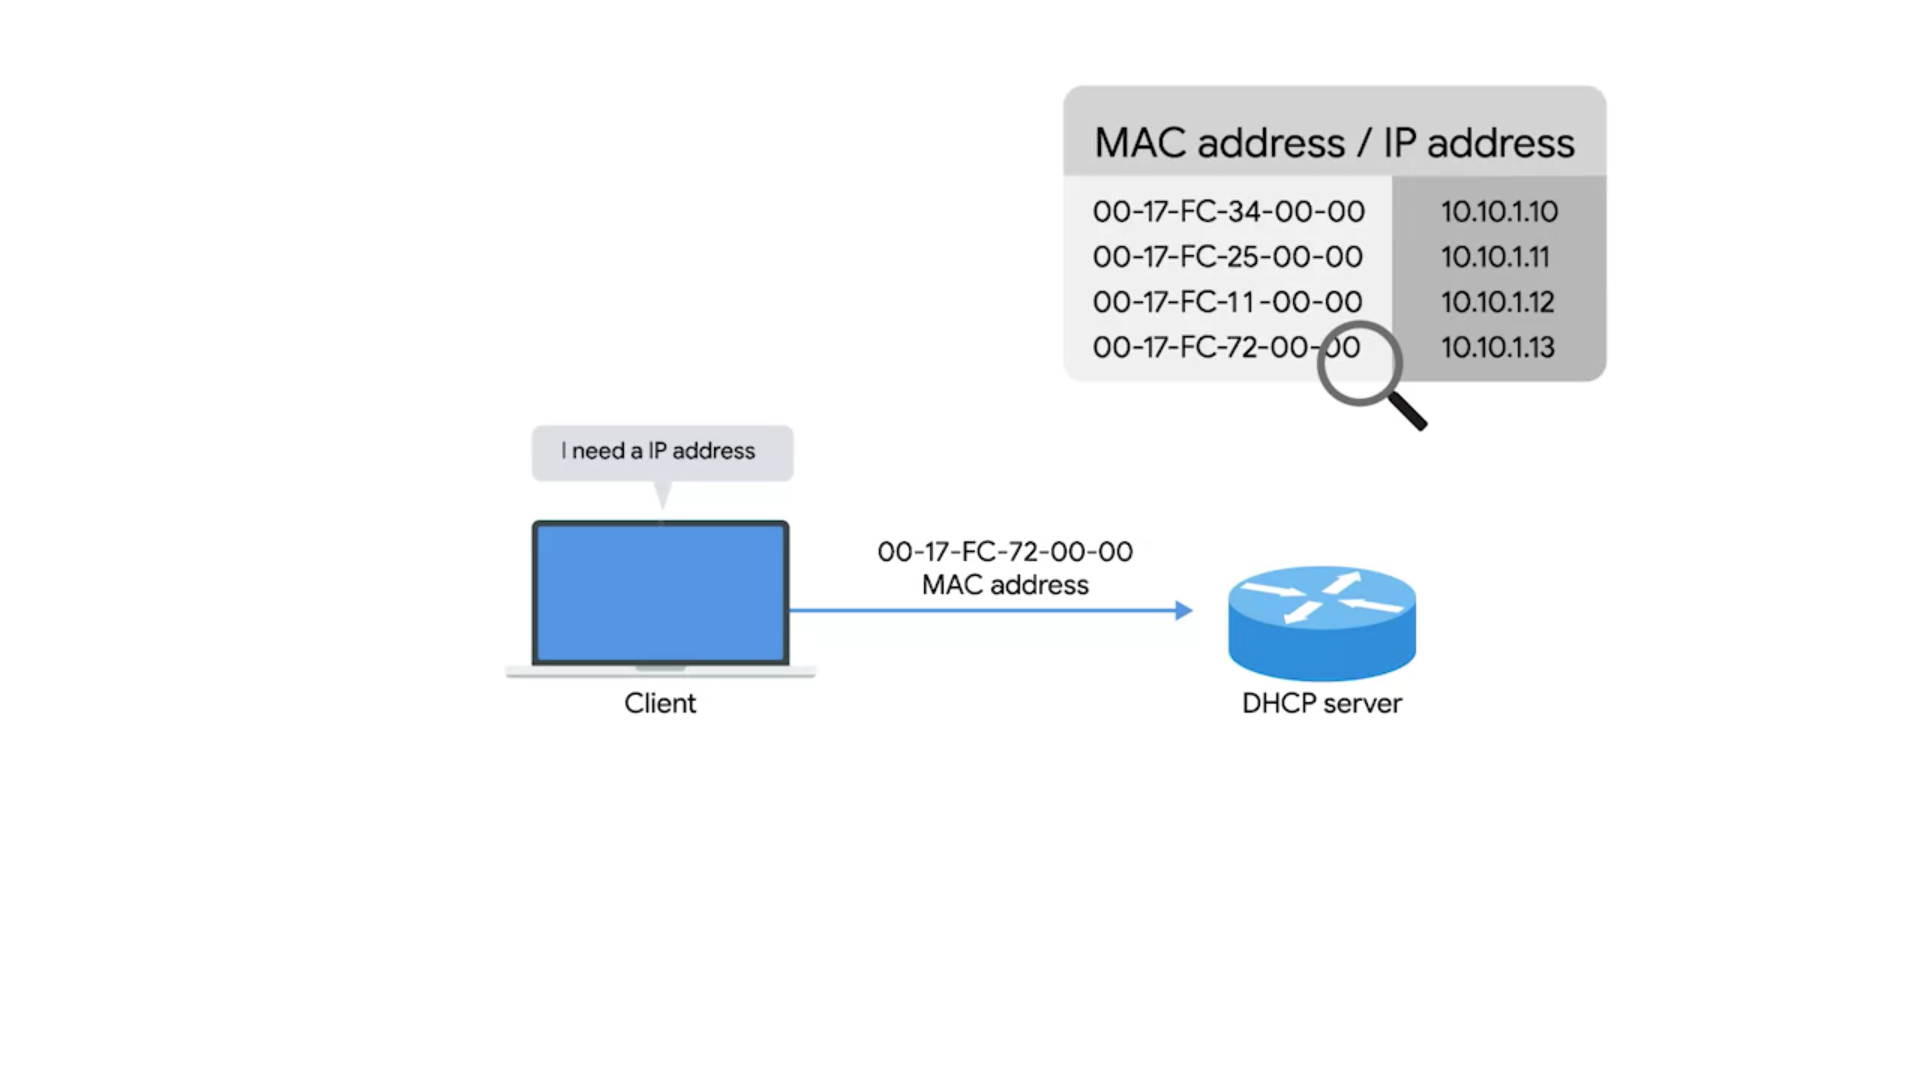 MAC address / IP address
00-17-FC-34-00-00 10.10.1.10
00-17-FC-25-00-00 10.10.1.11
00-17-FC-11-00-00 10.10.1.12
00-17-FC-72-00-00 10.10.1.13
I need a IP address
00-17-FC-72-00-00
MAC address
Client
DHCP server